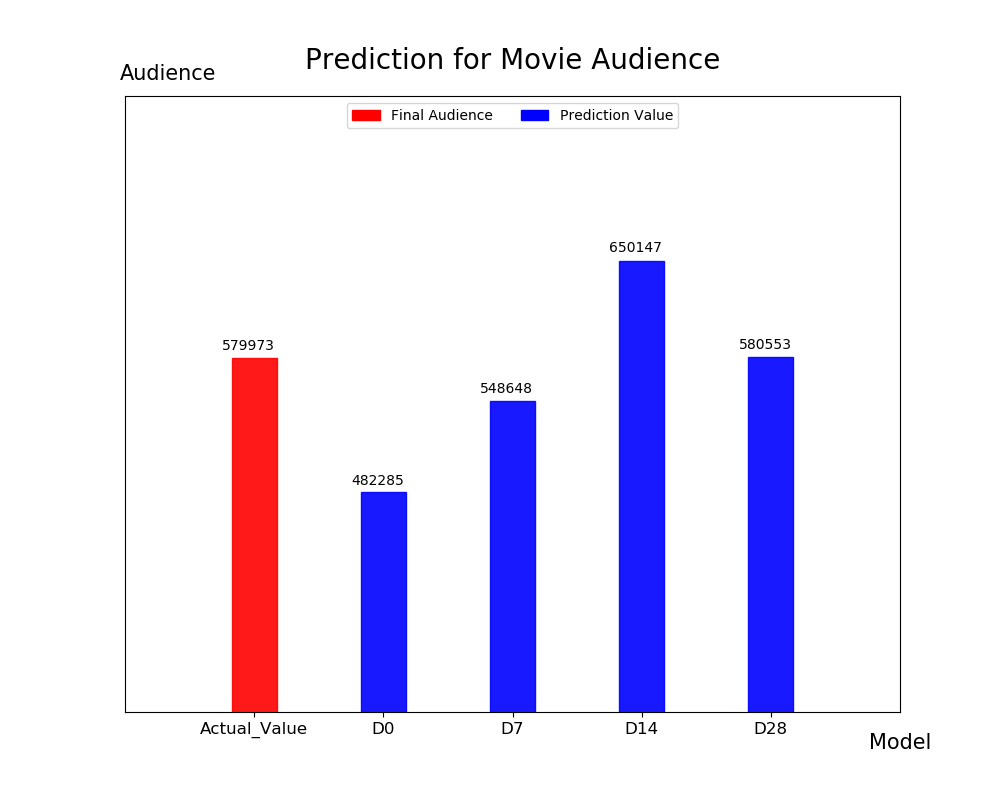 Prediction for Movie Audience
Audience
Final Audience Prediction Value
650147
579973
580553
548648
482285
Actual_Value D0 D7 D14 D28
Model